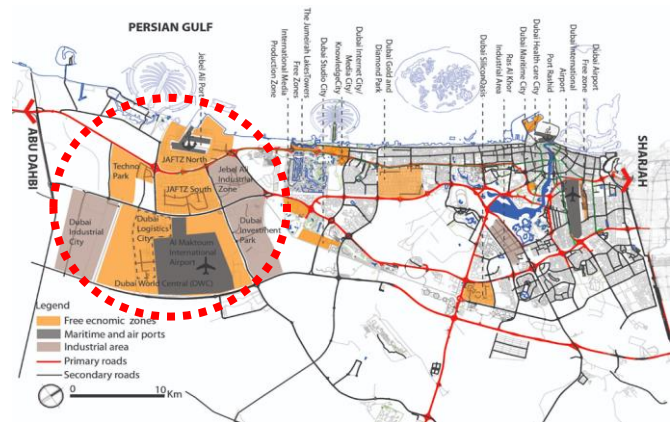 PERSIAN GULF
Jebel Ali Port
International Media
Production Zone
The Jumeirah LakesTowers
Free Zones
Dubai Studio City
Dubai Internet City/
Media City/
KnowledgeCity
Dubai Gold and
Diamond Park
Dubai SiliconOasis
Ras Al Khor
Industrial Area
Dubai Maritime City
Dubai Health care City
Port Rashid
Dubai International
Airport
Dubai Airport
Free zone
ABU DAHBI
SHARJAH
JAFTZ North
Techno
Park
JAFTZ South
Jebel Ali
Industrial
Zone
Dubai
Industrial
City
Dubai
Logistics
City
Al Maktoum
International
Airport
Dubai
Investment
Park
Dubai World Central (DWC)
Legend
Free ecnomic zones
Maritime and air ports
Industrial area
Primary roads
Secondary roads
0 10 Km